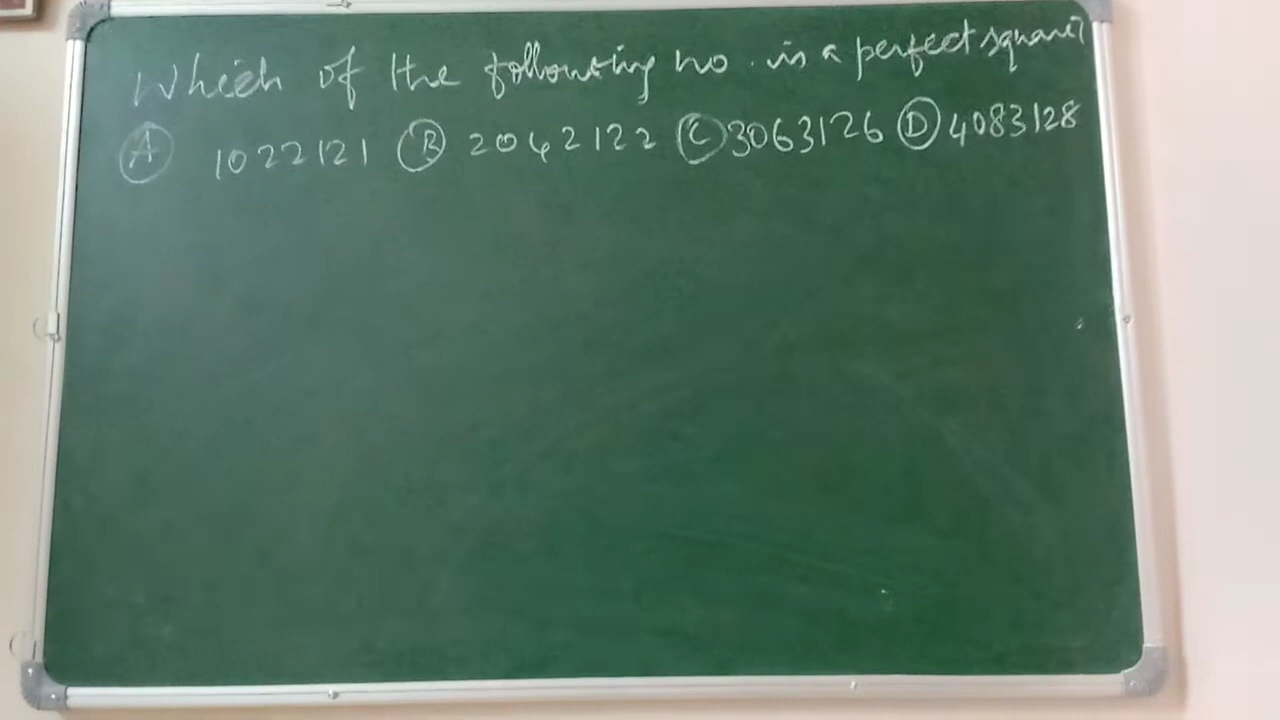 Which of the following no. is a perfect square?
(A) 1022121 (B) 2042122 (C) 3063126 (D) 4083128